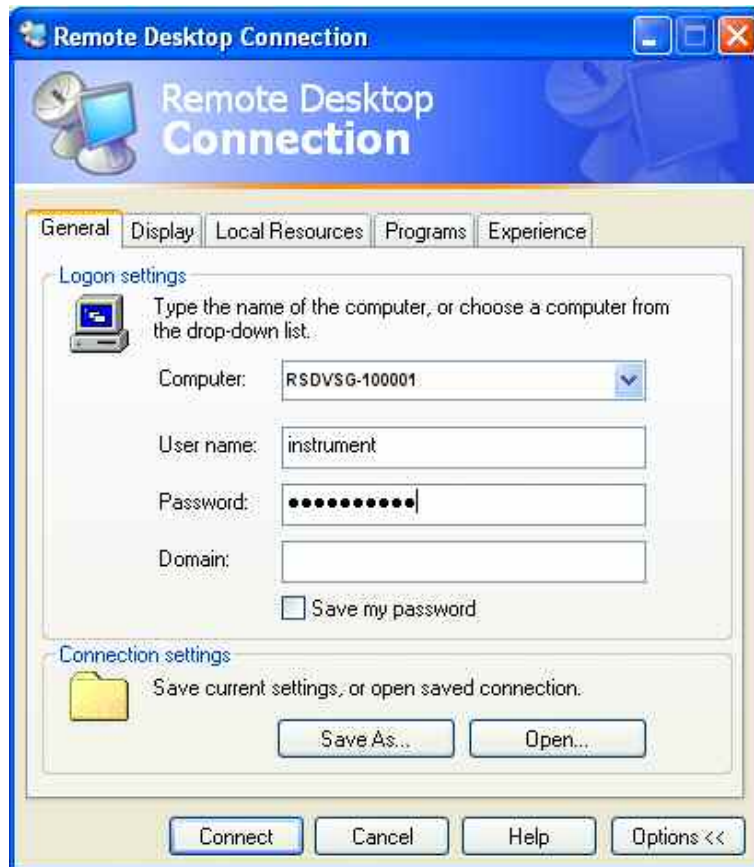 Remote Desktop Connection
Remote Desktop
Connection
General Display Local Resources Programs Experience
Logon settings
Type the name of the computer, or choose a computer from
the drop-down list.
Computer: RSDVSG-100001
User name: instrument
Password: ●●●●●●●●●●
Domain:
Save my password
Connection settings
Save current settings, or open saved connection.
Save As... Open...
Connect Cancel Help Options <<